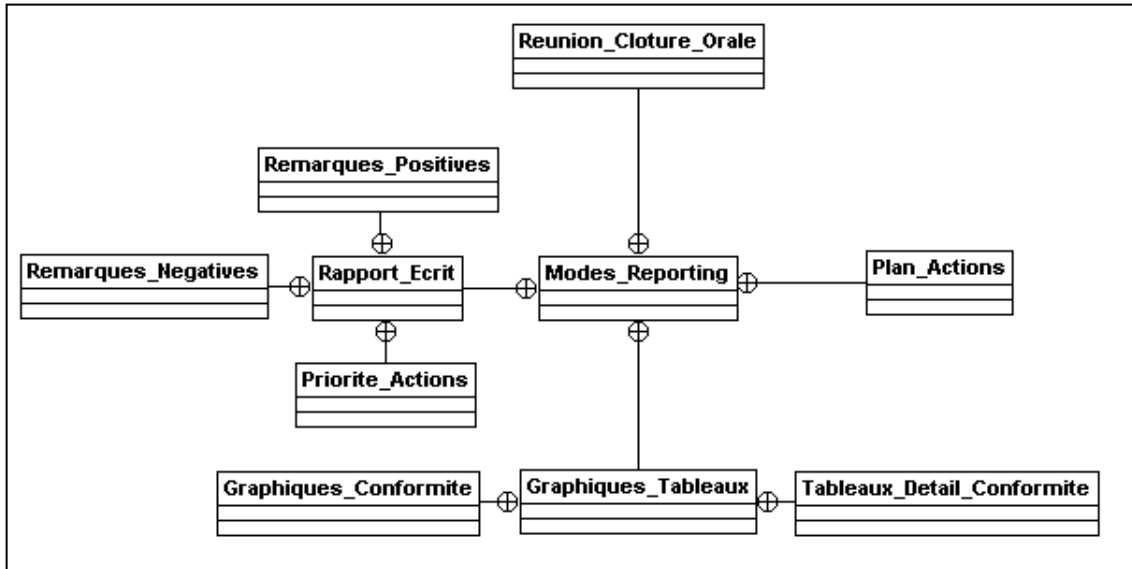 Reunion_Cloture_Orale
Remarques_Positives
Remarques_Negatives
Rapport_Ecrit
Modes_Reporting
Plan_Actions
Priorite_Actions
Graphiques_Conformite
Graphiques_Tableaux
Tableaux_Detail_Conformite